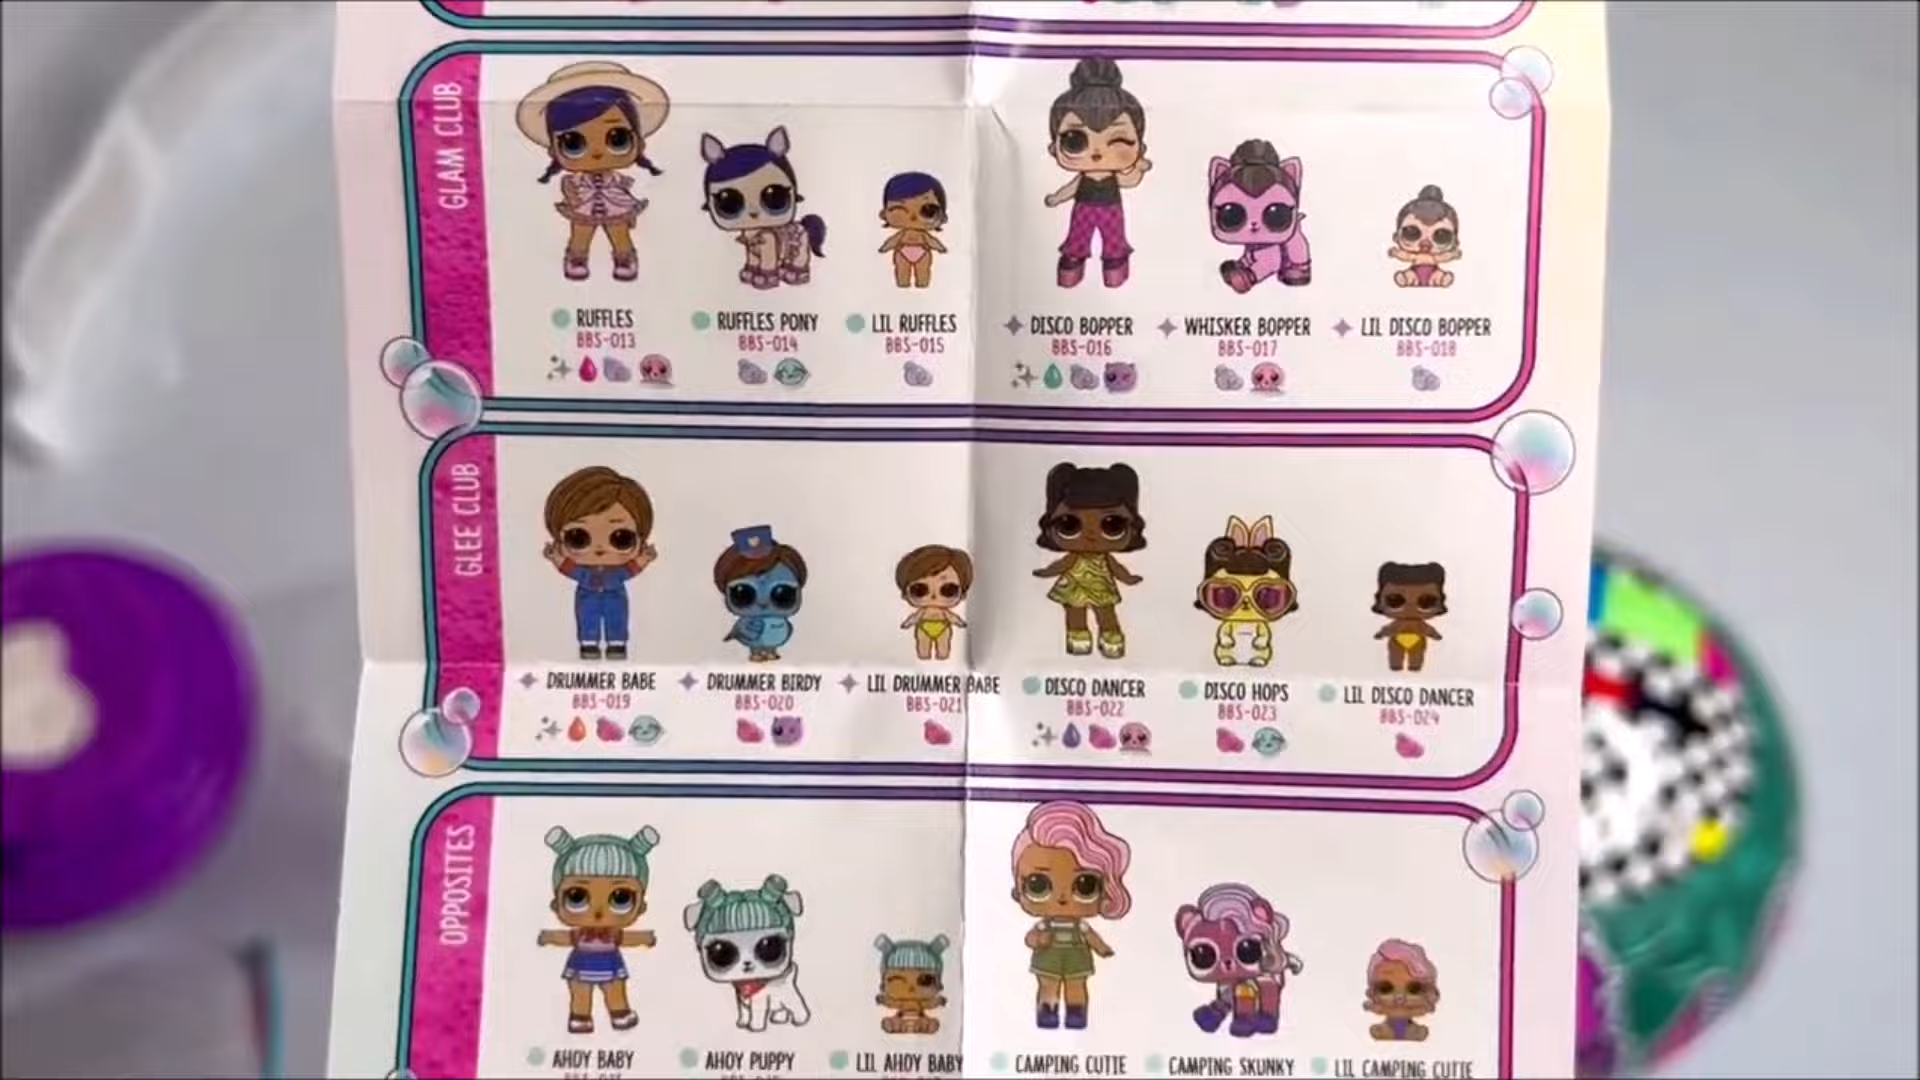 GLAM CLUB
RUFFLES
BBS-013
RUFFLES PONY
BBS-014
LIL RUFFLES
BBS-015
DISCO BOPPER
BBS-016
WHISKER BOPPER
BBS-017
LIL DISCO BOPPER
BBS-018
GLEE CLUB
DRUMMER BABE
BBS-019
DRUMMER BIRDY
BBS-020
LIL DRUMMER BABE
BBS-021
DISCO DANCER
BBS-022
DISCO HOPS
BBS-023
LIL DISCO DANCER
BBS-024
OPPOSITES
AHOY BABY
AHOY PUPPY
LIL AHOY BABY
CAMPING CUTIE
CAMPING SKUNKY
LIL CAMPING CUTIE